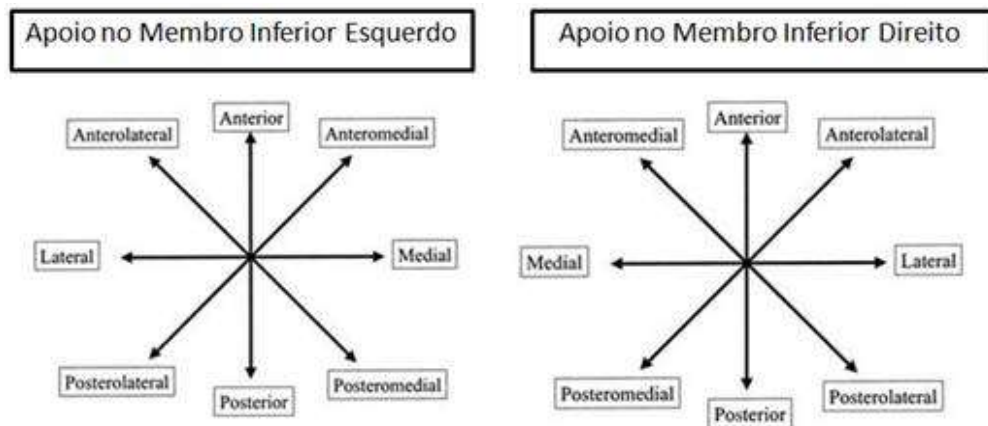 Apoio no Membro Inferior Esquerdo
Anterior
Anterolateral
Anteromedial
Lateral
Medial
Posterolateral
Posteromedial
Posterior
Apoio no Membro Inferior Direito
Anterior
Anteromedial
Anterolateral
Medial
Lateral
Posteromedial
Posterolateral
Posterior